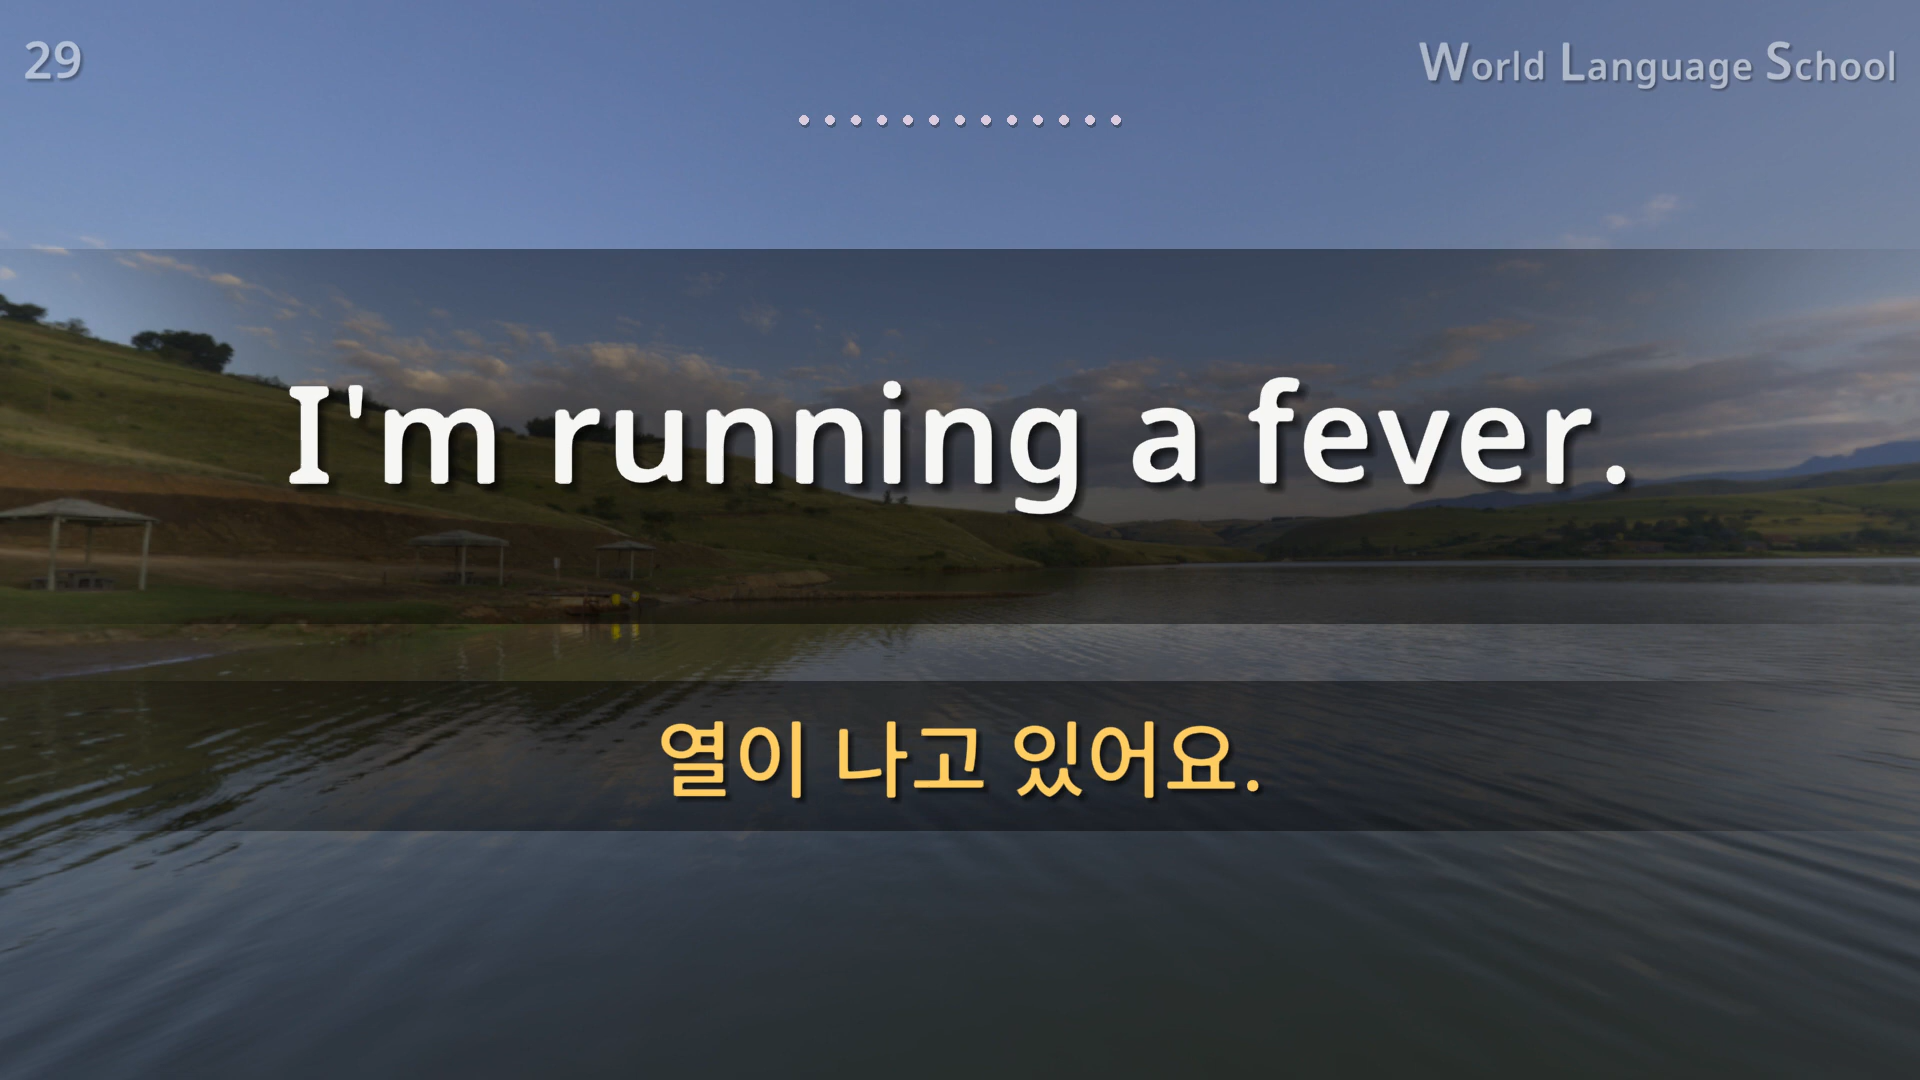 29
World Language School
I'm running a fever.
열이 나고 있어요.